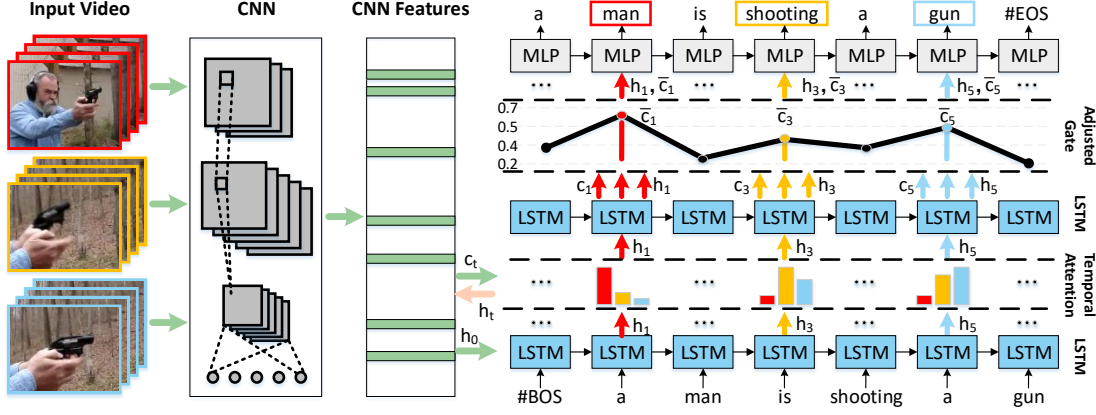 Input Video
CNN
CNN Features
a man is shooting a gun #EOS
MLP MLP MLP MLP MLP MLP MLP
... h1, c̄1 ... h3, c̄3 ... h5, c̄5 ...
0.7
0.5
0.4
0.2
c̄1 c̄3 c̄5
Adjusted
Gate
c1 h1 c3 h3 c5 h5
LSTM LSTM LSTM LSTM LSTM LSTM LSTM
LSTM
h1 h3 h5
ct
ht
h0
... ... ... ...
Temporal
Attention
... h1 ... h3 ... h5 ...
LSTM LSTM LSTM LSTM LSTM LSTM LSTM
LSTM
#BOS a man is shooting a gun